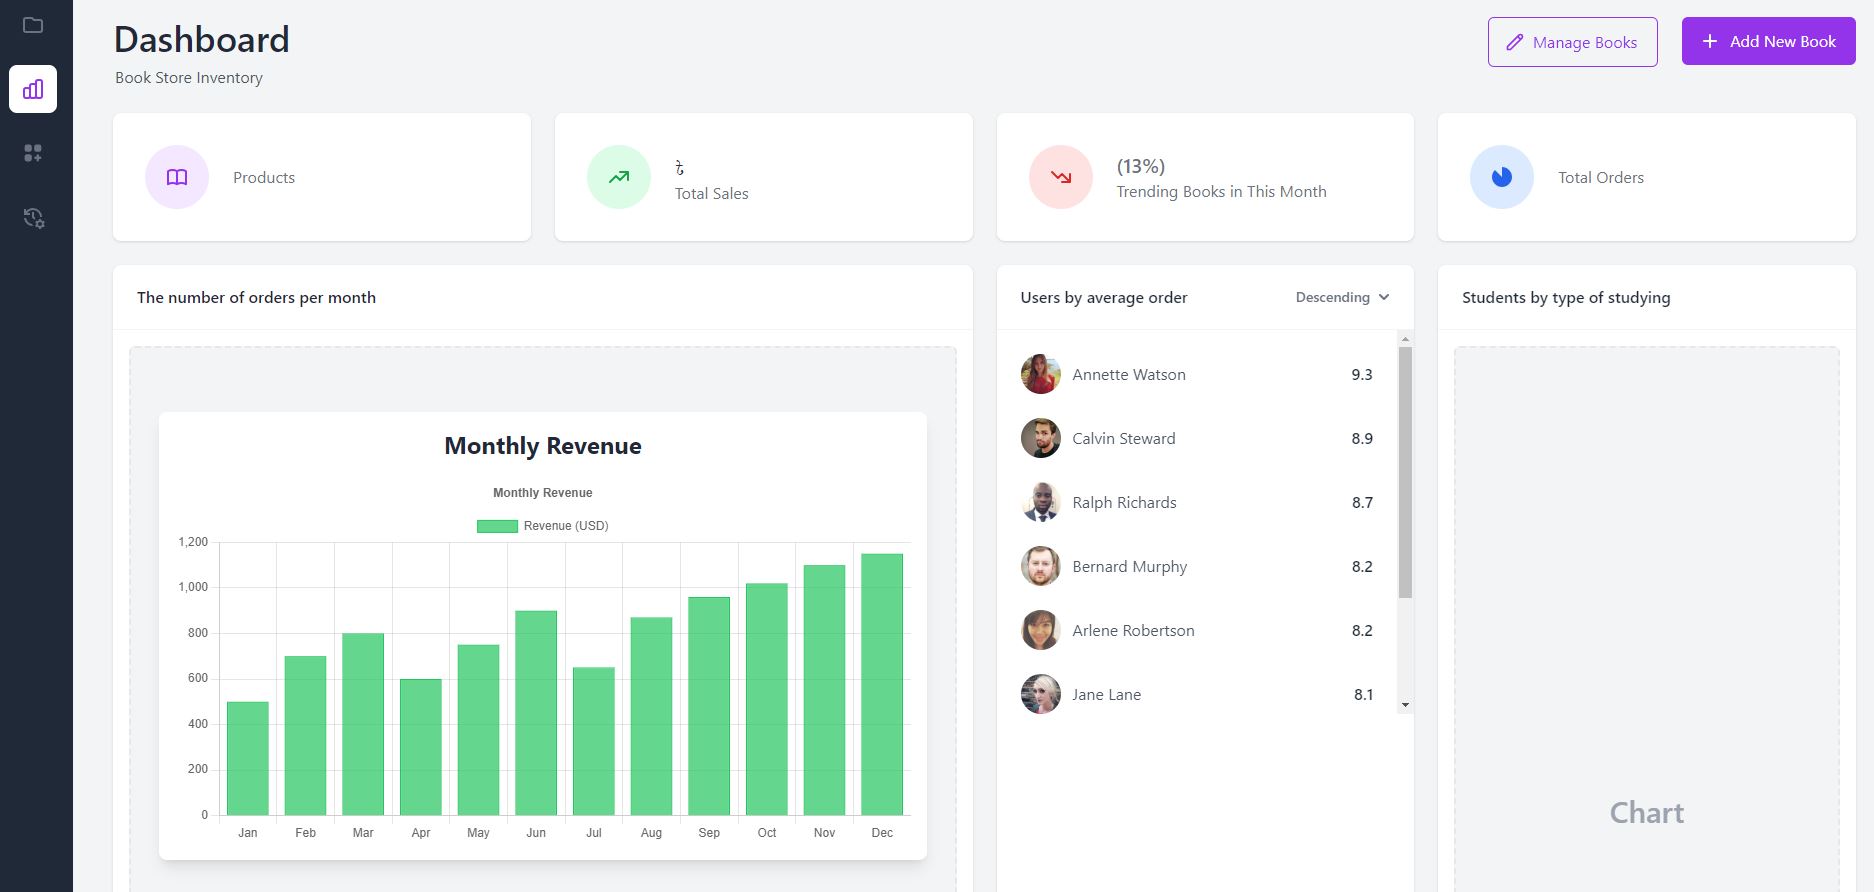 Dashboard
Book Store Inventory
Manage Books
Add New Book
Products
৳
Total Sales
(13%)
Trending Books in This Month
Total Orders
The number of orders per month
Monthly Revenue
Monthly Revenue
Revenue (USD)
1,200
1,000
800
600
400
200
0
Jan Feb Mar Apr May Jun Jul Aug Sep Oct Nov Dec
Users by average order
Descending
Annette Watson 9.3
Calvin Steward 8.9
Ralph Richards 8.7
Bernard Murphy 8.2
Arlene Robertson 8.2
Jane Lane 8.1
Students by type of studying
Chart